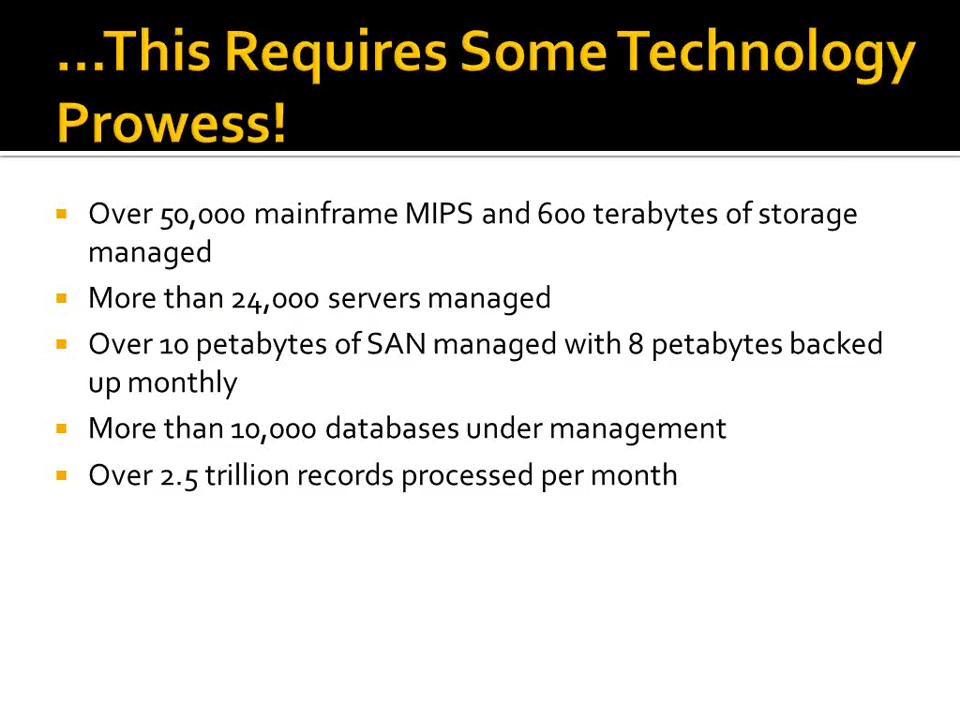 ...This Requires Some Technology
Prowess!
Over 50,000 mainframe MIPS and 600 terabytes of storage
managed
More than 24,000 servers managed
Over 10 petabytes of SAN managed with 8 petabytes backed
up monthly
More than 10,000 databases under management
Over 2.5 trillion records processed per month